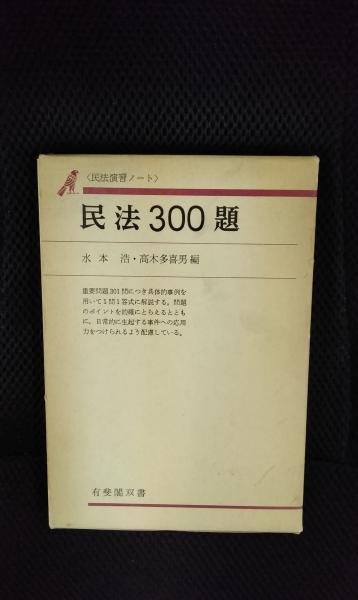 〈民法演習ノート〉
民法300題
水本 浩・高木多喜男編
重要問題301問につき具体的事例を
用いて1問1答式に解説する。問題
のポイントを的確にとらえるととも
に、日常的に生起する事件への応用
力をつけられるよう配慮している。
有斐閣双書